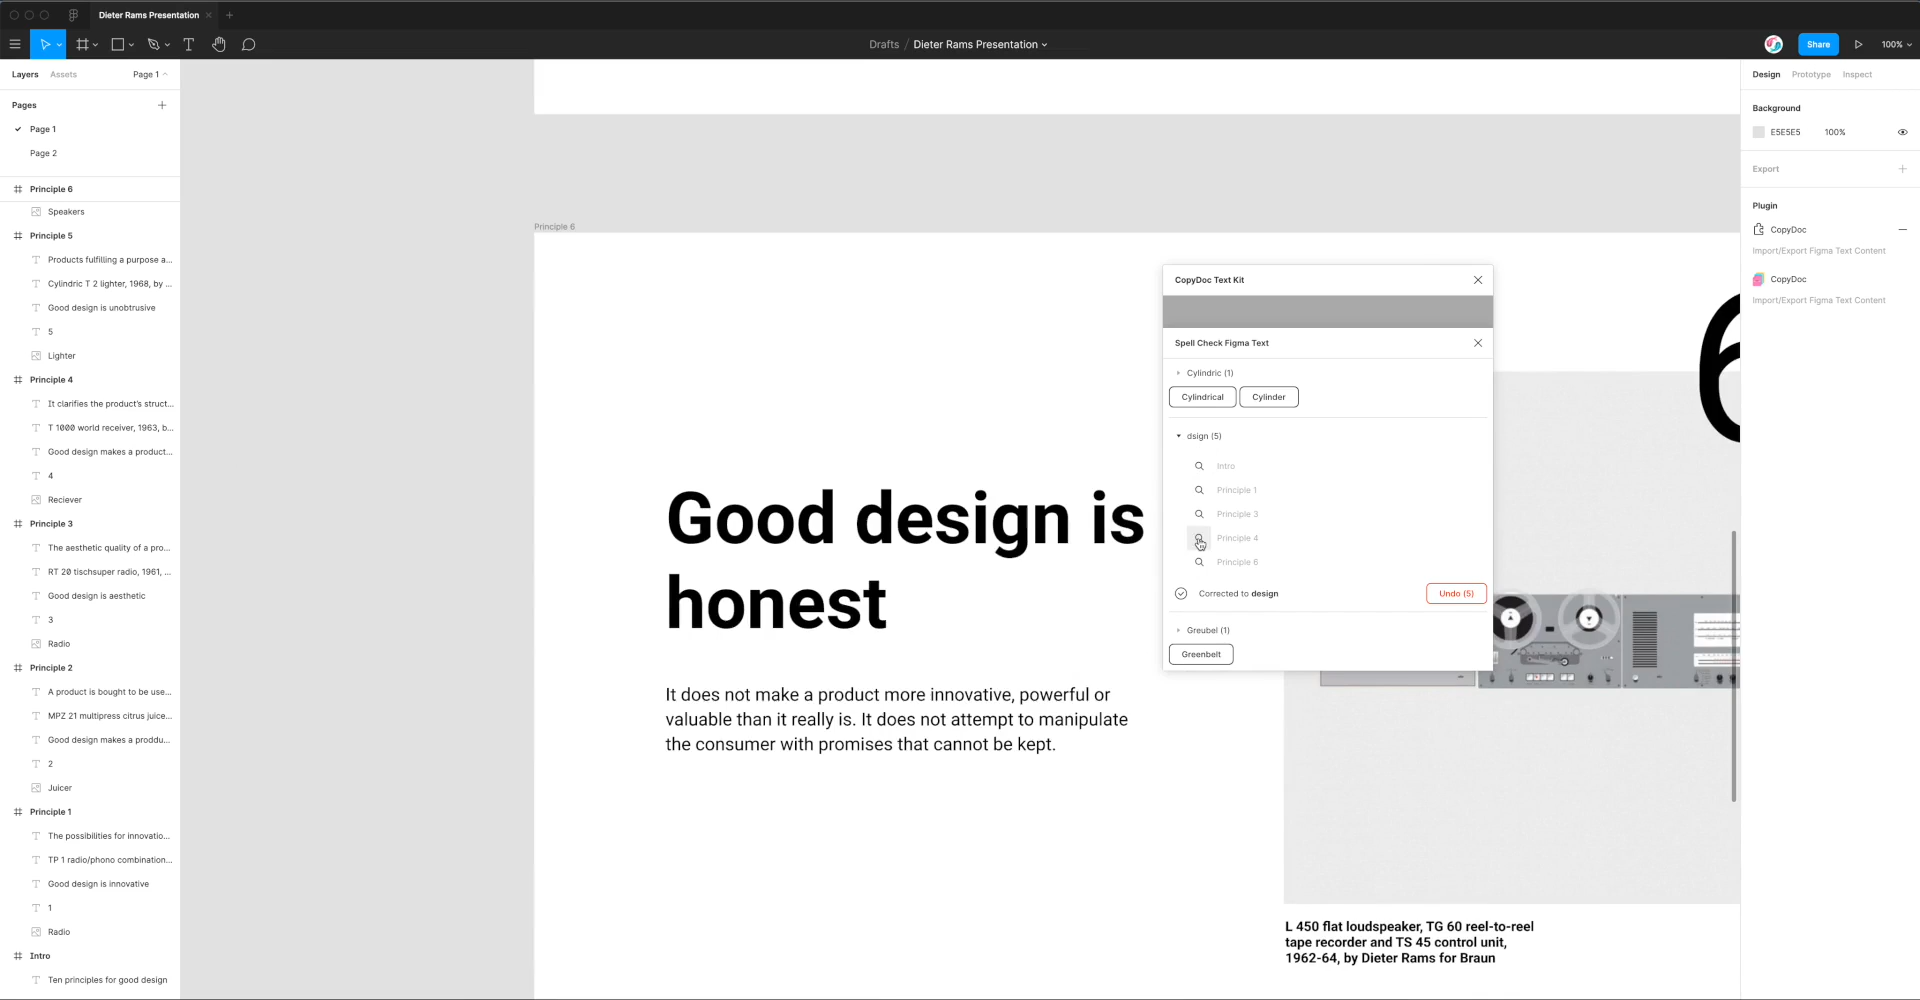 Dieter Rams Presentation
Drafts / Dieter Rams Presentation
Share
100%
Layers
Assets
Page 1
Pages
Page 1
Page 2
Principle 6
Speakers
Principle 5
Products fulfilling a purpose a...
Cylindric T 2 lighter, 1968, by ...
Good design is unobtrusive
5
Lighter
Principle 4
It clarifies the product's struct...
T 1000 world receiver, 1963, b...
Good design makes a product...
4
Reciever
Principle 3
The aesthetic quality of a pro...
RT 20 tischsuper radio, 1961, ...
Good design is aesthetic
3
Radio
Principle 2
A product is bought to be use...
MPZ 21 multipress citrus juice...
Good design makes a proddu...
2
Juicer
Principle 1
The possibilities for innovatio...
TP 1 radio/phono combination...
Good design is innovative
1
Radio
Intro
Ten principles for good design
Principle 6
6
Good design is
honest
It does not make a product more innovative, powerful or
valuable than it really is. It does not attempt to manipulate
the consumer with promises that cannot be kept.
CopyDoc Text Kit
Spell Check Figma Text
Cylindric (1)
Cylindrical
Cylinder
dsign (5)
Intro
Principle 1
Principle 3
Principle 4
Principle 6
Corrected to design
Undo (5)
Greubel (1)
Greenbelt
L 450 flat loudspeaker, TG 60 reel-to-reel
tape recorder and TS 45 control unit,
1962-64, by Dieter Rams for Braun
Design
Prototype
Inspect
Background
E5E5E5
100%
Export
Plugin
CopyDoc
Import/Export Figma Text Content
CopyDoc
Import/Export Figma Text Content